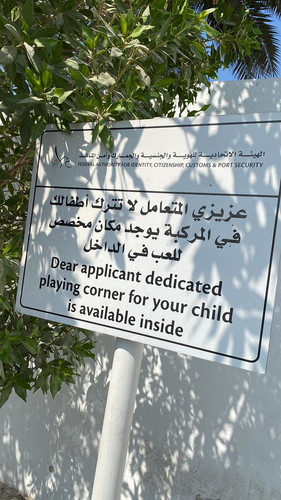 الهيئة الاتحادية للهوية والجنسية والجمارك وأمن المنافذ
FEDERAL AUTHORITY FOR IDENTITY, CITIZENSHIP, CUSTOMS & PORT SECURITY
عزيزي المتعامل لا تترك أطفالك
في المركبة يوجد مكان مخصص
للعب في الداخل
Dear applicant dedicated
playing corner for your child
is available inside